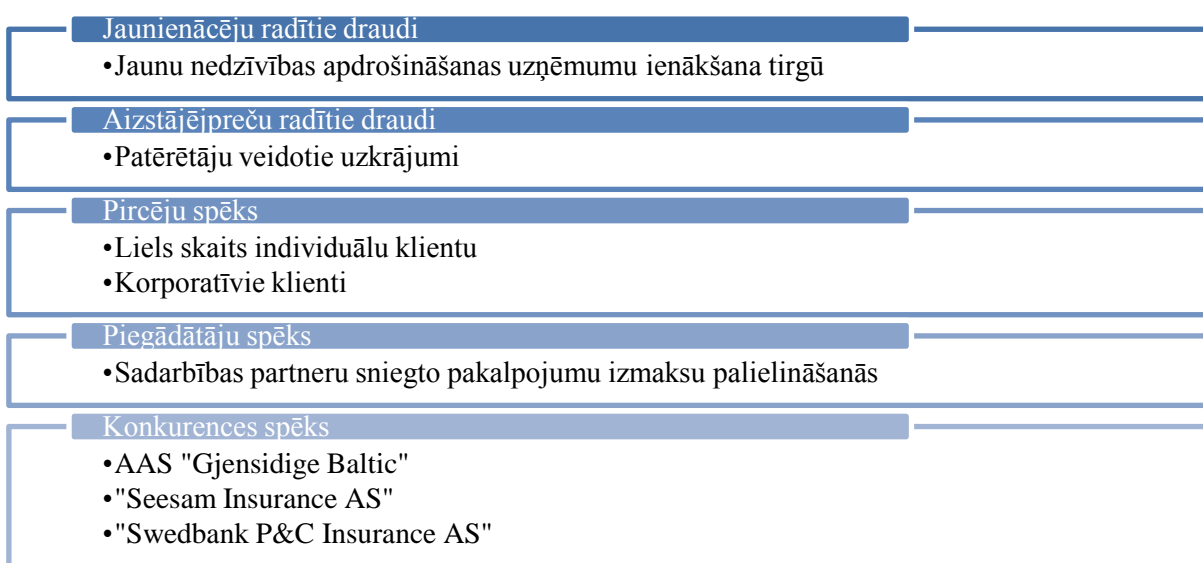 Jaunienācēju radītie draudi
•Jaunu nedzīvības apdrošināšanas uzņēmumu ienākšana tirgū
Aizstājējpreču radītie draudi
•Patērētāju veidotie uzkrājumi
Pircēju spēks
•Liels skaits individuālu klientu
•Korporatīvie klienti
Piegādātāju spēks
•Sadarbības partneru sniegto pakalpojumu izmaksu palielināšanās
Konkurences spēks
•AAS "Gjensidige Baltic"
•"Seesam Insurance AS"
•"Swedbank P&C Insurance AS"